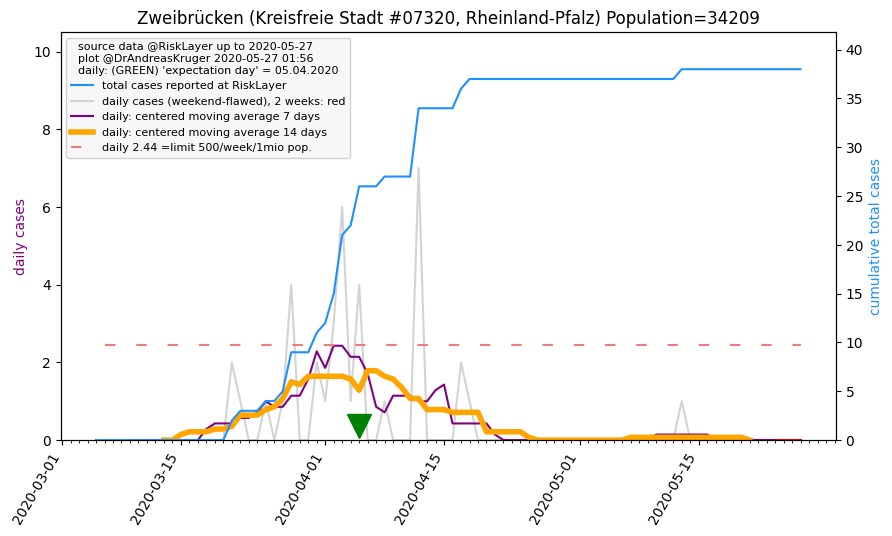 Zweibrücken (Kreisfreie Stadt #07320, Rheinland-Pfalz) Population=34209
source data @RiskLayer up to 2020-05-27
plot @DrAndreasKruger 2020-05-27 01:56
daily: (GREEN) 'expectation day' = 05.04.2020
total cases reported at RiskLayer
daily cases (weekend-flawed), 2 weeks: red
daily: centered moving average 7 days
daily: centered moving average 14 days
daily 2.44 =limit 500/week/1mio pop.
daily cases
10
8
6
4
2
0
cumulative total cases
40
35
30
25
20
15
10
5
0
2020-03-01
2020-03-15
2020-04-01
2020-04-15
2020-05-01
2020-05-15